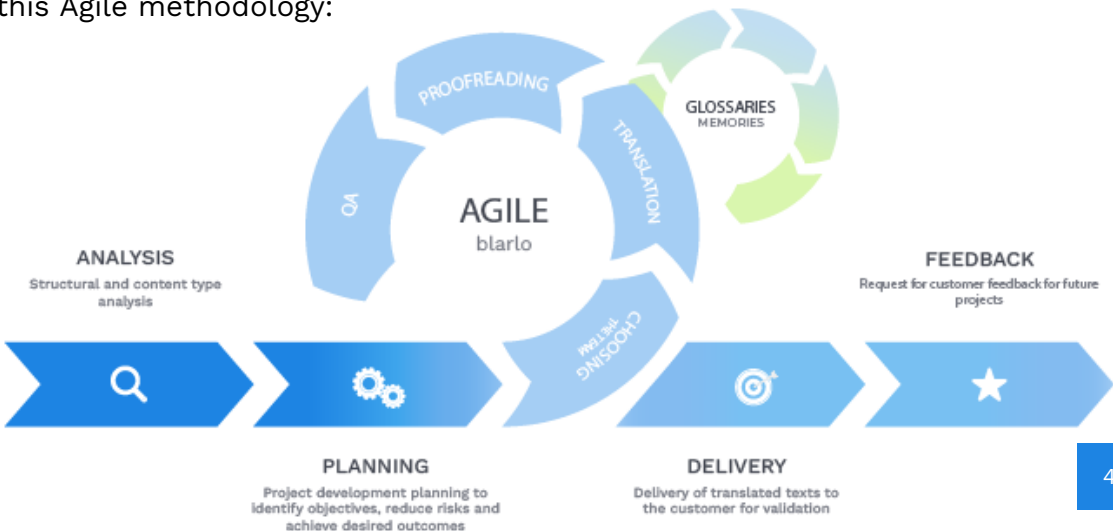 this Agile methodology:
PROOFREADING
TRANSLATION
QA
CHOOSING
THE TEAM
AGILE
blarlo
GLOSSARIES
MEMORIES
ANALYSIS
Structural and content type
analysis
FEEDBACK
Request for customer feedback for future
projects
PLANNING
Project development planning to
identify objectives, reduce risks and
achieve desired outcomes
DELIVERY
Delivery of translated texts to
the customer for validation
4